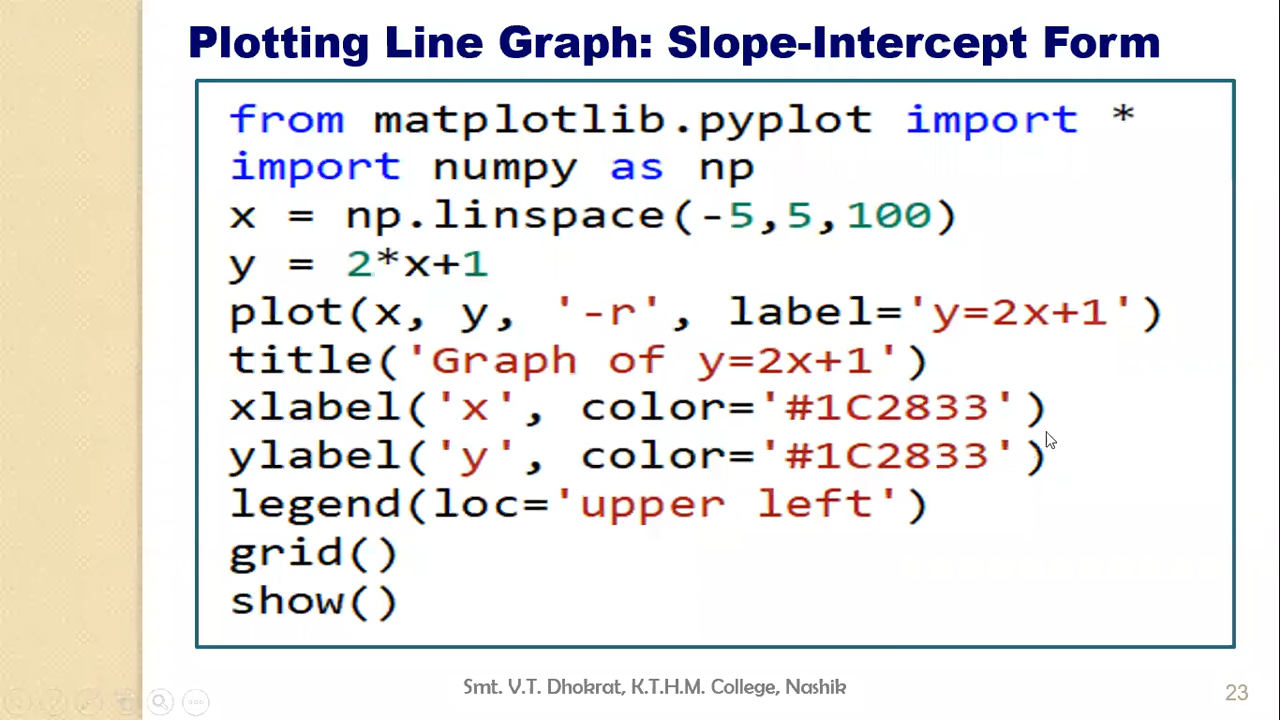 Plotting Line Graph: Slope-Intercept Form
from matplotlib.pyplot import *
import numpy as np
x = np.linspace(-5,5,100)
y = 2*x+1
plot(x, y, '-r', label='y=2x+1')
title('Graph of y=2x+1')
xlabel('x', color='#1C2833')
ylabel('y', color='#1C2833')
legend(loc='upper left')
grid()
show()
Smt. V.T. Dhokrat, K.T.H.M. College, Nashik
23